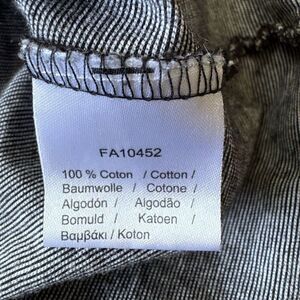 FA10452
100 % Coton / Cotton /
Baumwolle / Cotone /
Algodón / Algodão /
Bomuld / Katoen /
Βαμβάκι / Koton